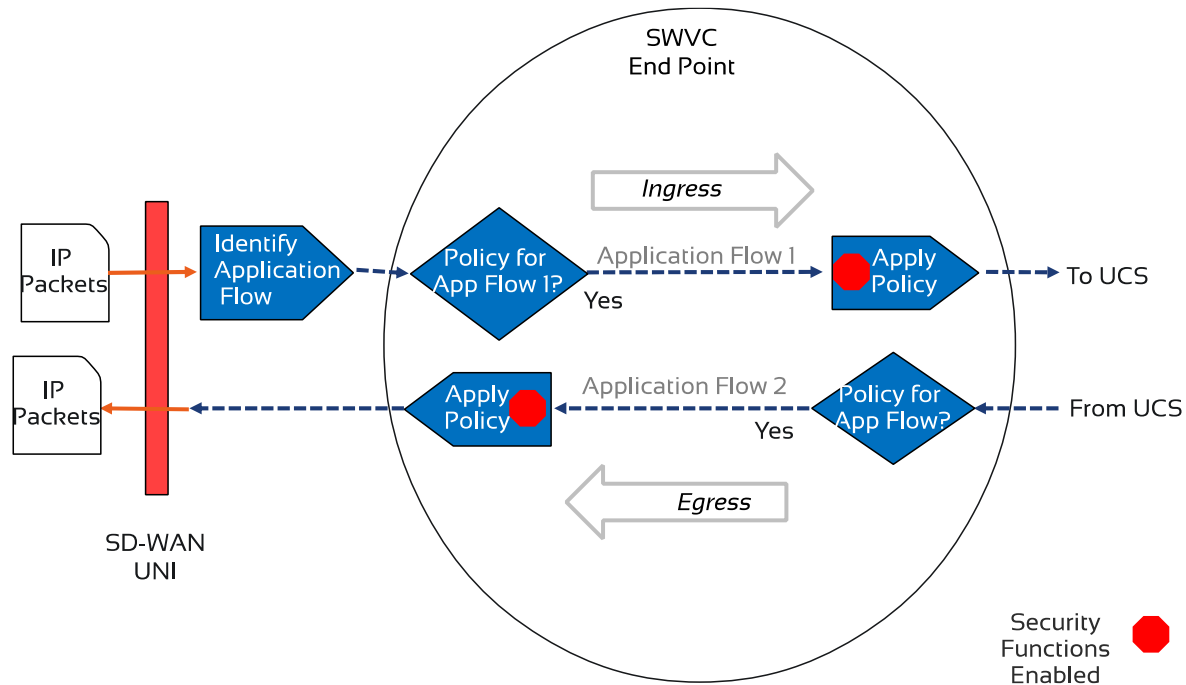 SWVC
End Point
Ingress
IP
Packets
Identify
Application
Flow
Policy for
App Flow 1?
Application Flow 1
Yes
Apply
Policy
To UCS
IP
Packets
Apply
Policy
Application Flow 2
Yes
Policy for
App Flow?
From UCS
Egress
SD-WAN
UNI
Security
Functions
Enabled